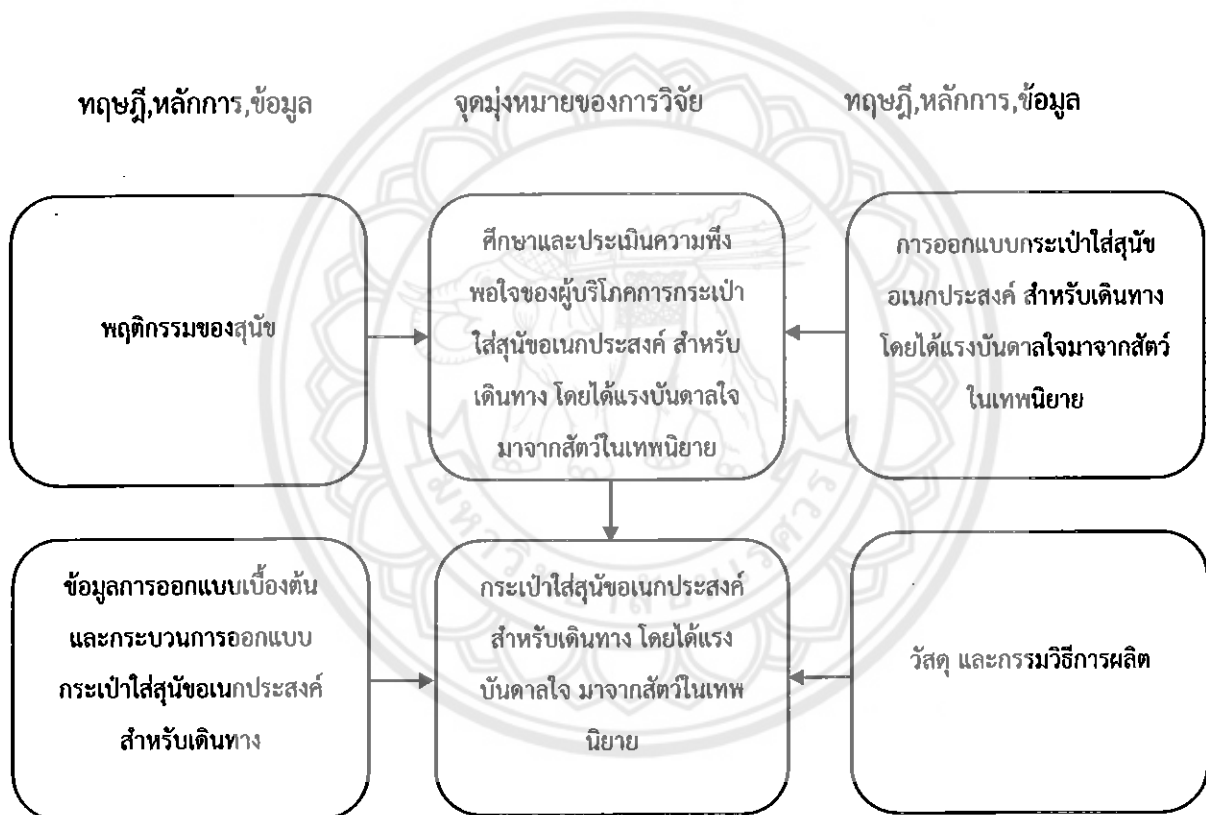 ทฤษฎี,หลักการ,ข้อมูล
จุดมุ่งหมายของการวิจัย
ทฤษฎี,หลักการ,ข้อมูล
พฤติกรรมของสุนัข
ศึกษาและประเมินความพึง
พอใจของผู้บริโภคการกระเป๋า
ใส่สุนัขอเนกประสงค์ สำหรับ
เดินทาง โดยได้แรงบันดาลใจ
มาจากสัตว์ในเทพนิยาย
การออกแบบกระเป๋าใส่สุนัข
อเนกประสงค์ สำหรับเดินทาง
โดยได้แรงบันดาลใจมาจากสัตว์
ในเทพนิยาย
ข้อมูลการออกแบบเบื้องต้น
และกระบวนการออกแบบ
กระเป๋าใส่สุนัขอเนกประสงค์
สำหรับเดินทาง
กระเป๋าใส่สุนัขอเนกประสงค์
สำหรับเดินทาง โดยได้แรง
บันดาลใจ มาจากสัตว์ในเทพ
นิยาย
วัสดุ และกรรมวิธีการผลิต
มหาวิทยาลัยนเรศวร